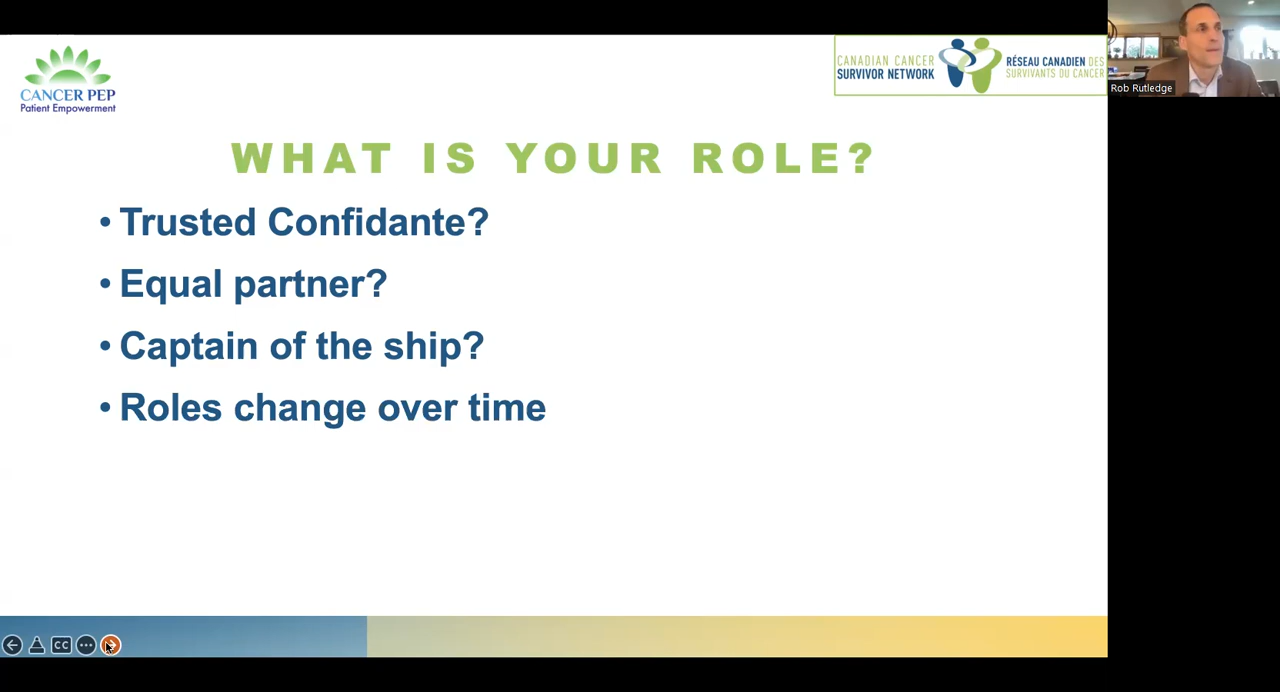 CANCER PEP
Patient Empowerment
CANADIAN CANCER
SURVIVOR NETWORK
RÉSEAU CANADIEN DES
SURVIVANTS DU CANCER
Rob Rutledge
WHAT IS YOUR ROLE?
• Trusted Confidante?
• Equal partner?
• Captain of the ship?
• Roles change over time
CC